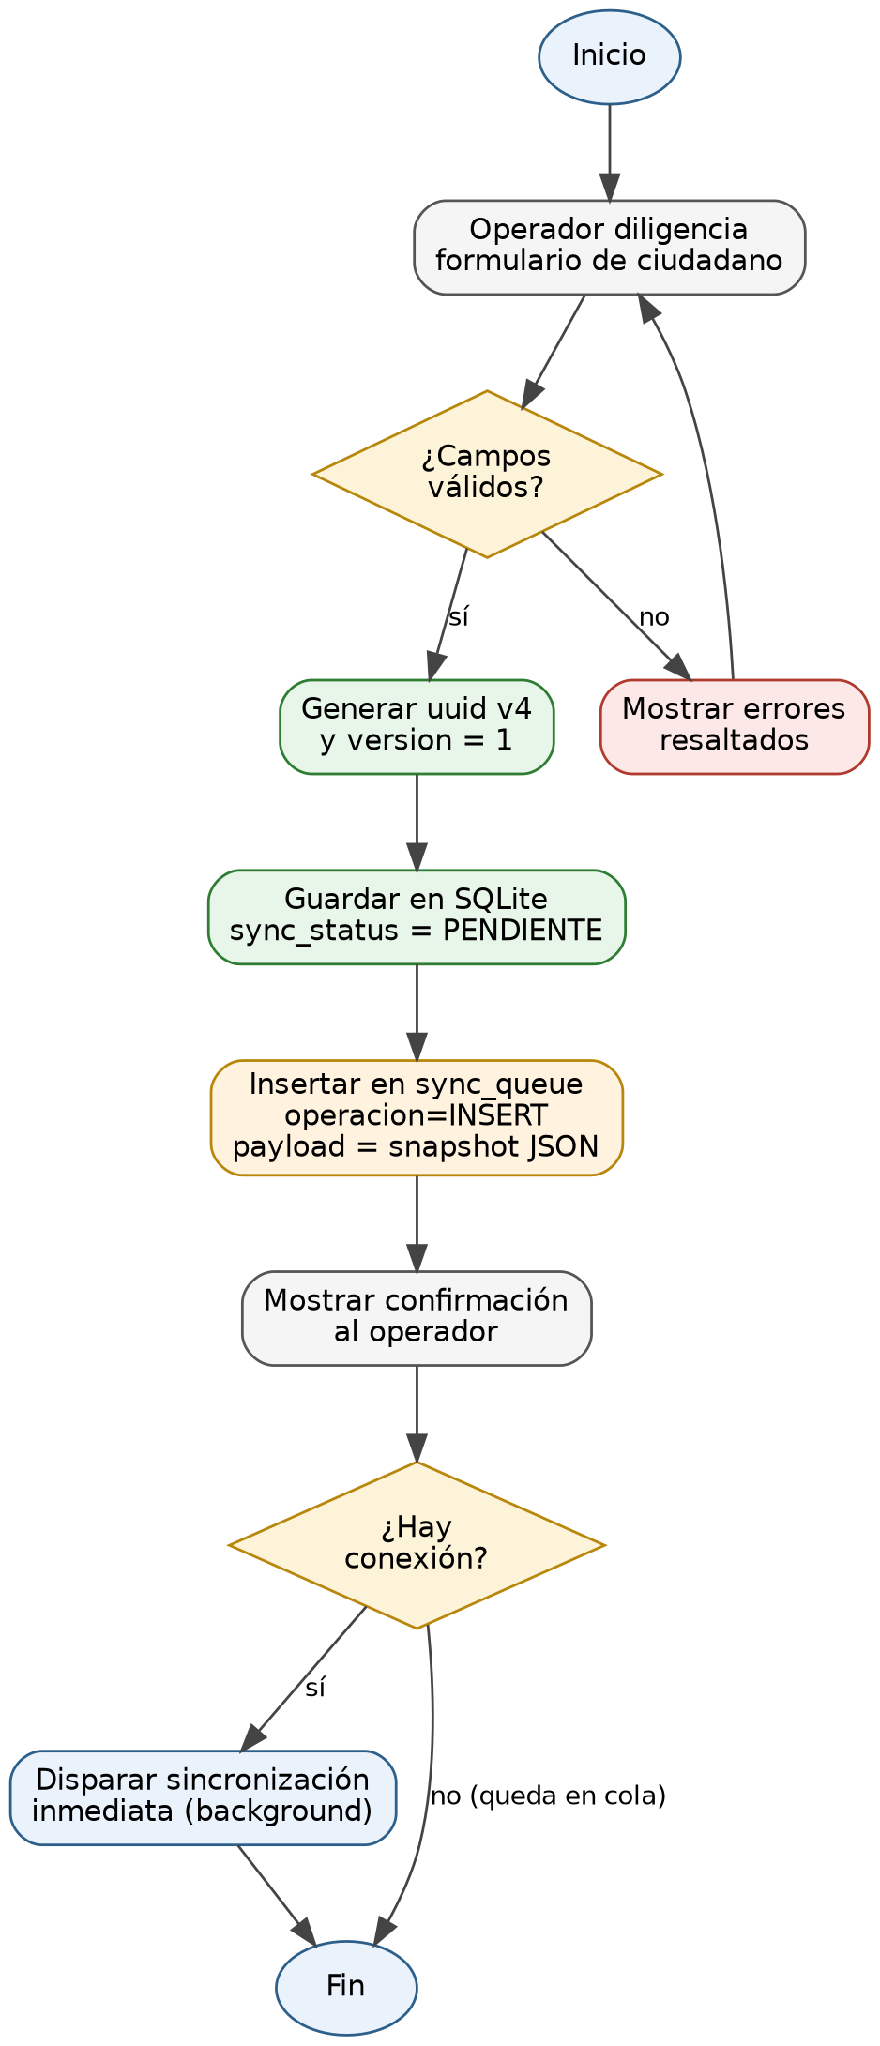 Inicio
Operador diligencia
formulario de ciudadano
¿Campos
válidos?
sí
no
Generar uuid v4
y version = 1
Mostrar errores
resaltados
Guardar en SQLite
sync_status = PENDIENTE
Insertar en sync_queue
operacion=INSERT
payload = snapshot JSON
Mostrar confirmación
al operador
¿Hay
conexión?
sí
Disparar sincronización
inmediata (background)
no (queda en cola)
Fin